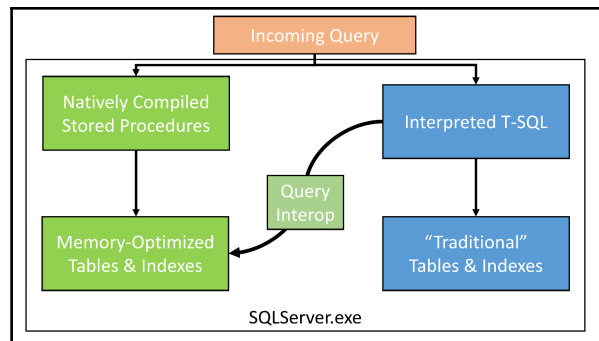 Incoming Query
Natively Compiled
Stored Procedures
Interpreted T-SQL
Query
Interop
Memory-Optimized
Tables & Indexes
“Traditional”
Tables & Indexes
SQLServer.exe